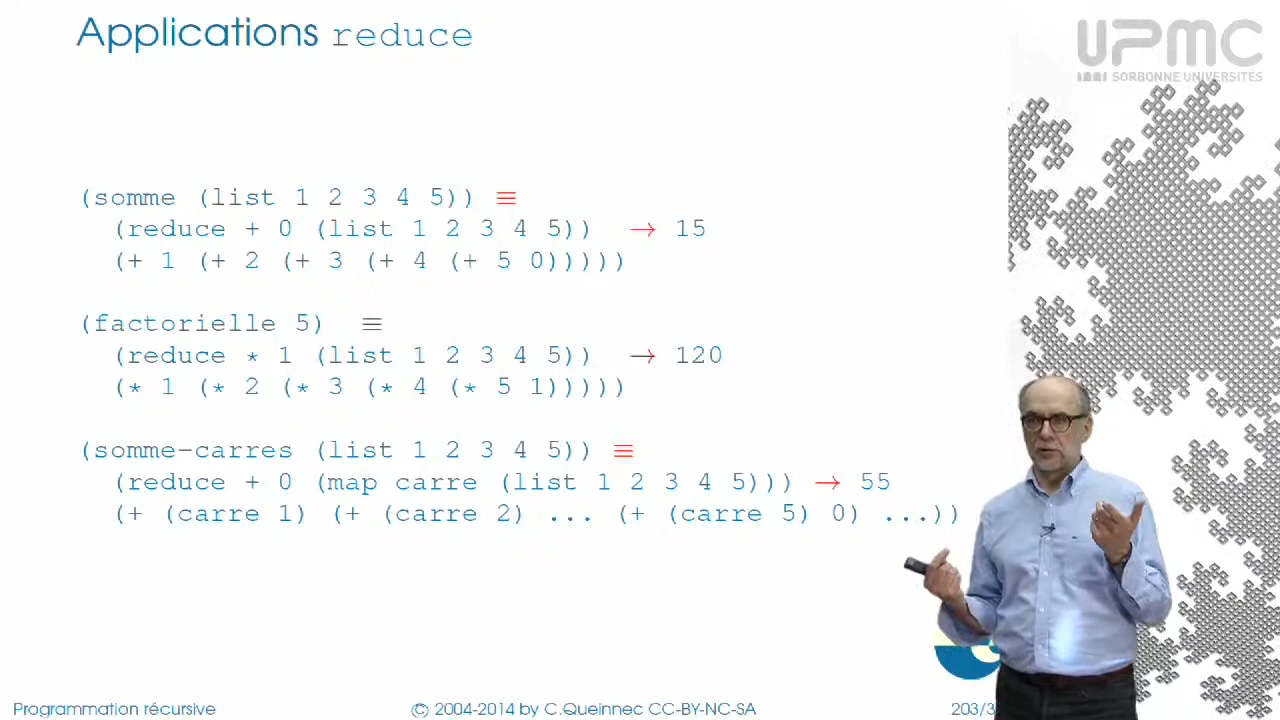 Applications reduce
UPMC
SORBONNE UNIVERSITÉS
(somme (list 1 2 3 4 5)) ≡
(reduce + 0 (list 1 2 3 4 5)) → 15
(+ 1 (+ 2 (+ 3 (+ 4 (+ 5 0)))))
(factorielle 5) ≡
(reduce * 1 (list 1 2 3 4 5)) → 120
(* 1 (* 2 (* 3 (* 4 (* 5 1)))))
(somme-carres (list 1 2 3 4 5)) ≡
(reduce + 0 (map carre (list 1 2 3 4 5))) → 55
(+ (carre 1) (+ (carre 2) ... (+ (carre 5) 0) ...))
Programmation récursive
© 2004-2014 by C.Queinnec CC-BY-NC-SA
203/3